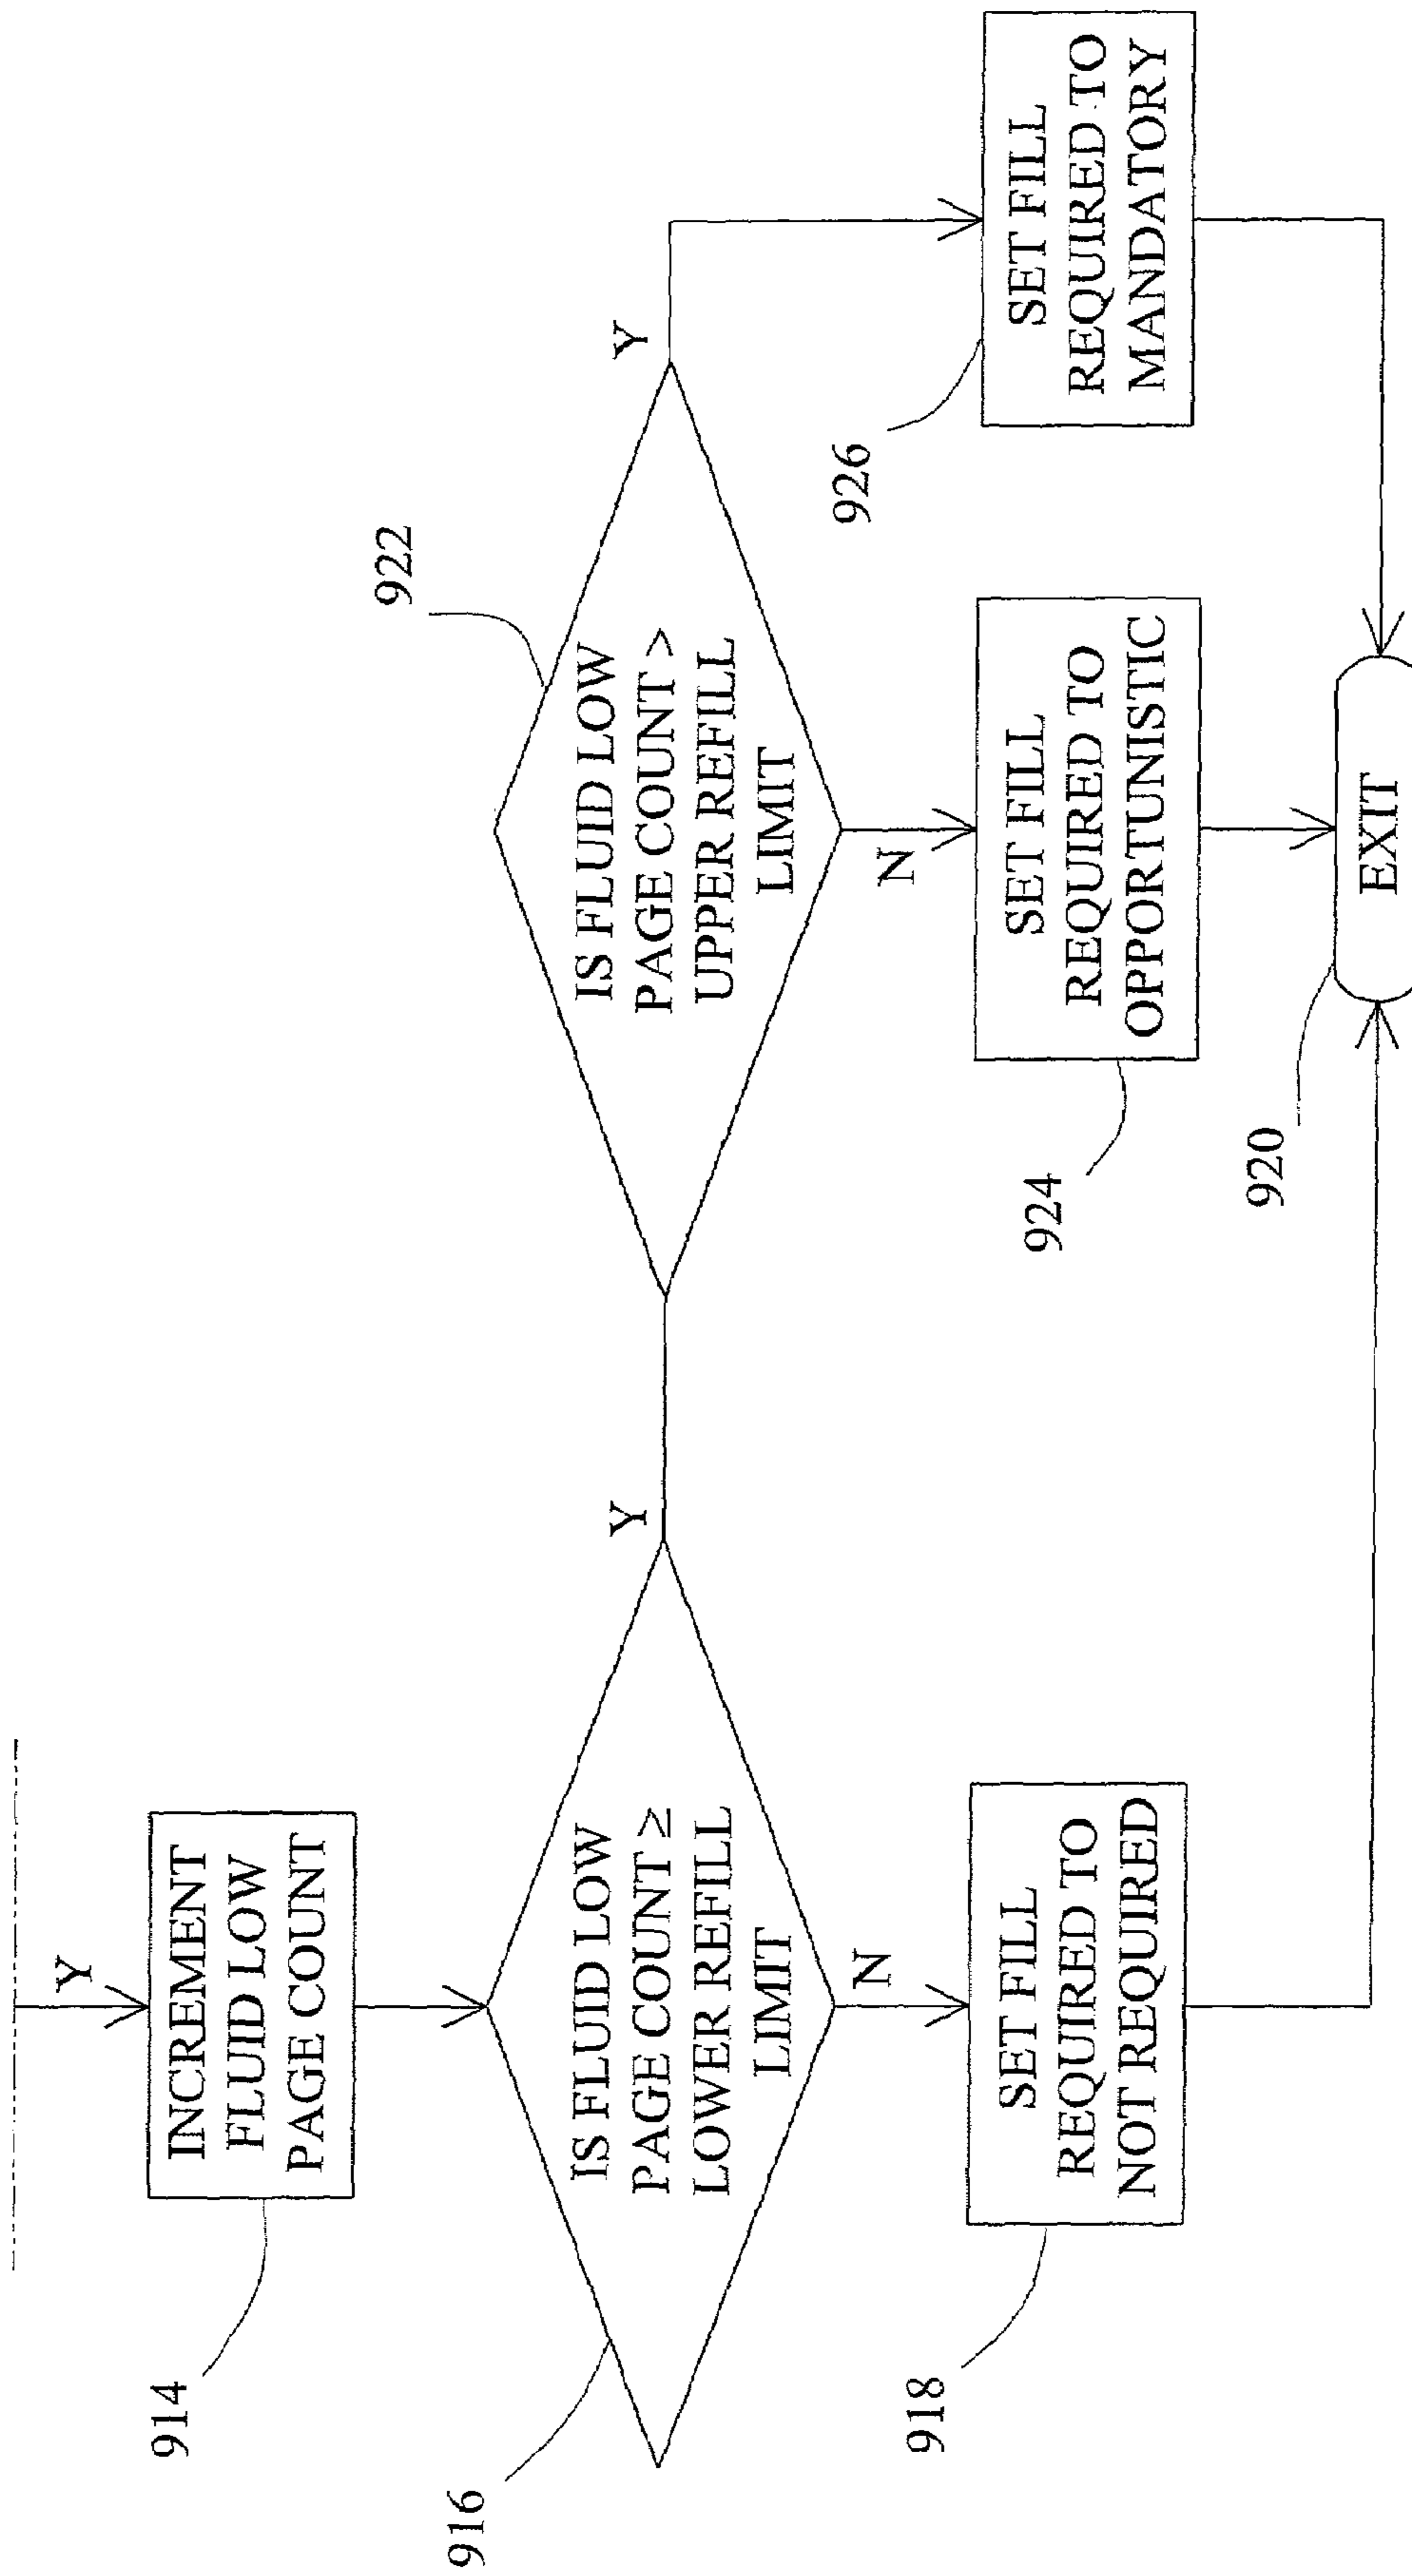 Y
914
INCREMENT
FLUID LOW
PAGE COUNT
916
IS FLUID LOW
PAGE COUNT ≥
LOWER REFILL
LIMIT
Y
N
918
SET FILL
REQUIRED TO
NOT REQUIRED
922
IS FLUID LOW
PAGE COUNT >
UPPER REFILL
LIMIT
Y
N
924
SET FILL
REQUIRED TO
OPPORTUNISTIC
926
SET FILL
REQUIRED TO
MANDATORY
920
EXIT